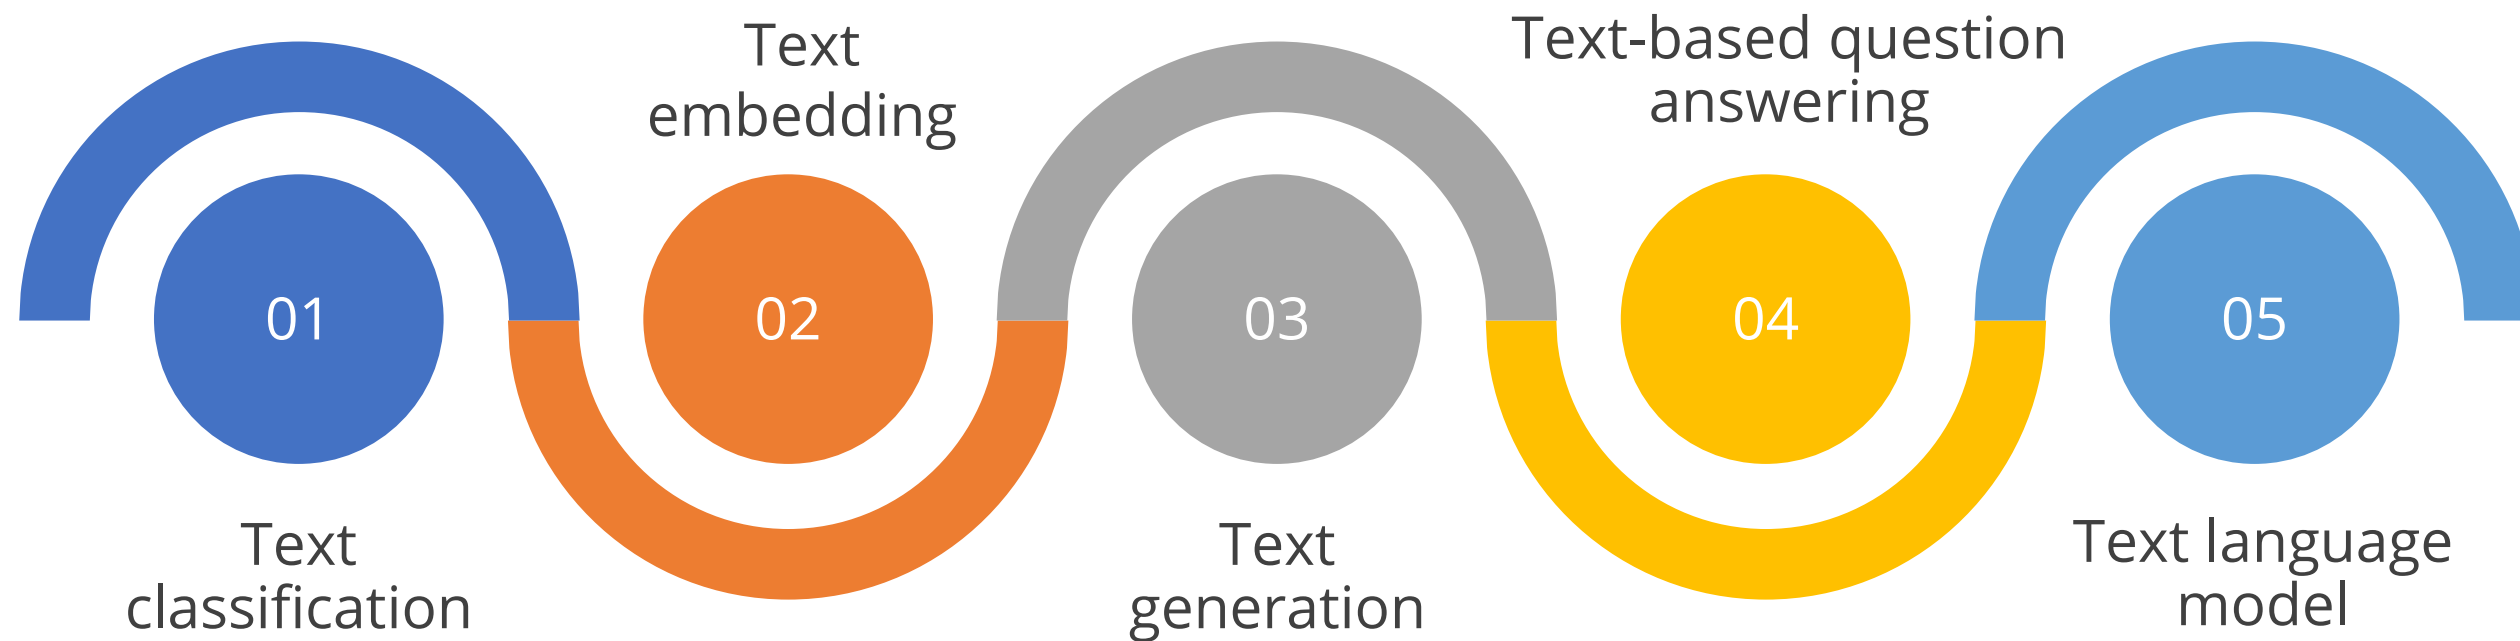 01
Text
classification
Text
embedding
02
03
Text
generation
Text-based question
answering
04
05
Text language
model